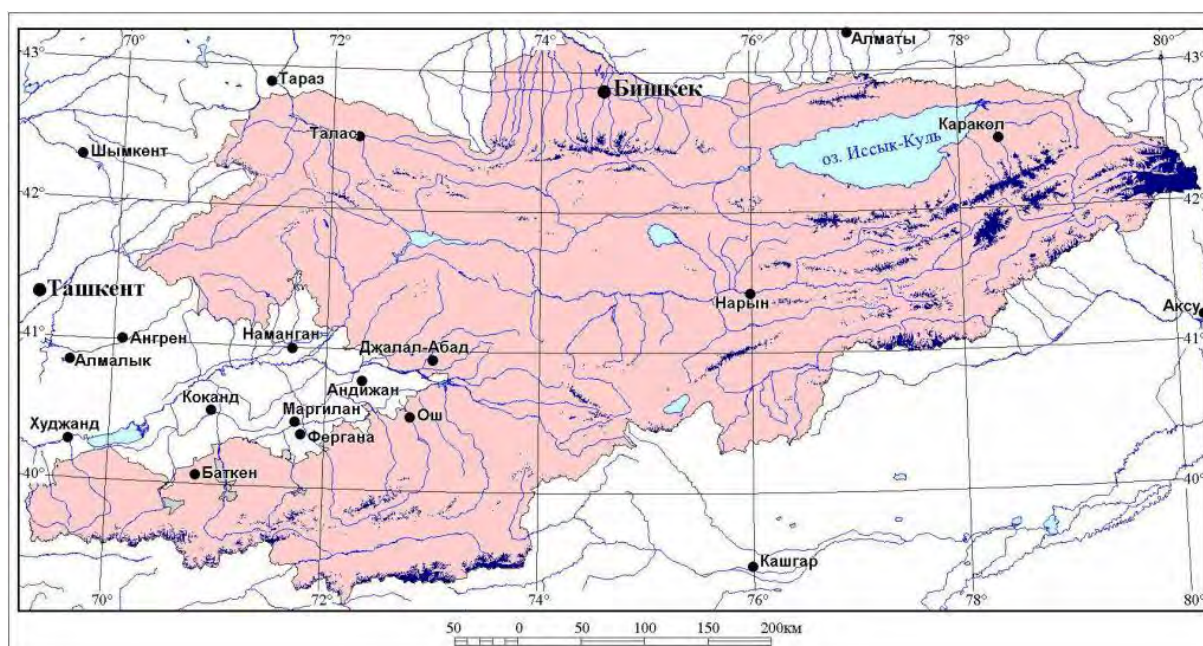 70° 72° 74° 76° 78° 80°
43° 43°
Алматы
Тараз
Бишкек
Талас
Каракол
Шымкент
оз. Иссык-Куль
42° 42°
Ташкент
Нарын
Аксу
41° 41°
Ангрен
Наманган
Джалал-Абад
Алмалык
Андижан
Коканд
Маргилан
Ош
Худжанд
Фергана
40° 40°
Баткен
Кашгар
70° 72° 74° 76° 78° 80°
50 0 50 100 150 200км